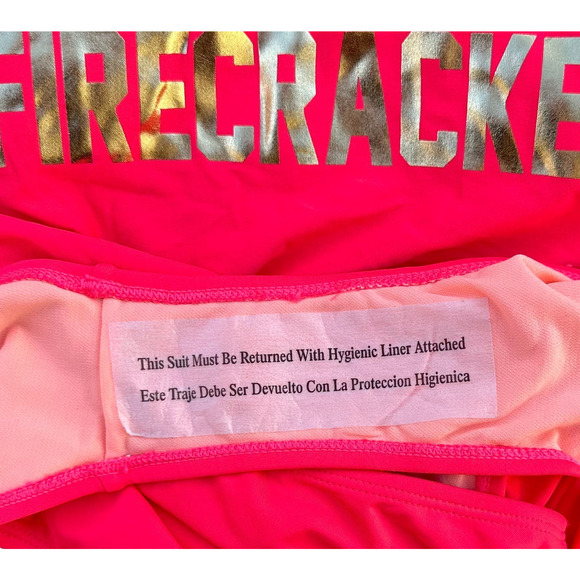 FIRECRACKE
This Suit Must Be Returned With Hygienic Liner Attached
Este Traje Debe Ser Devuelto Con La Proteccion Higienica